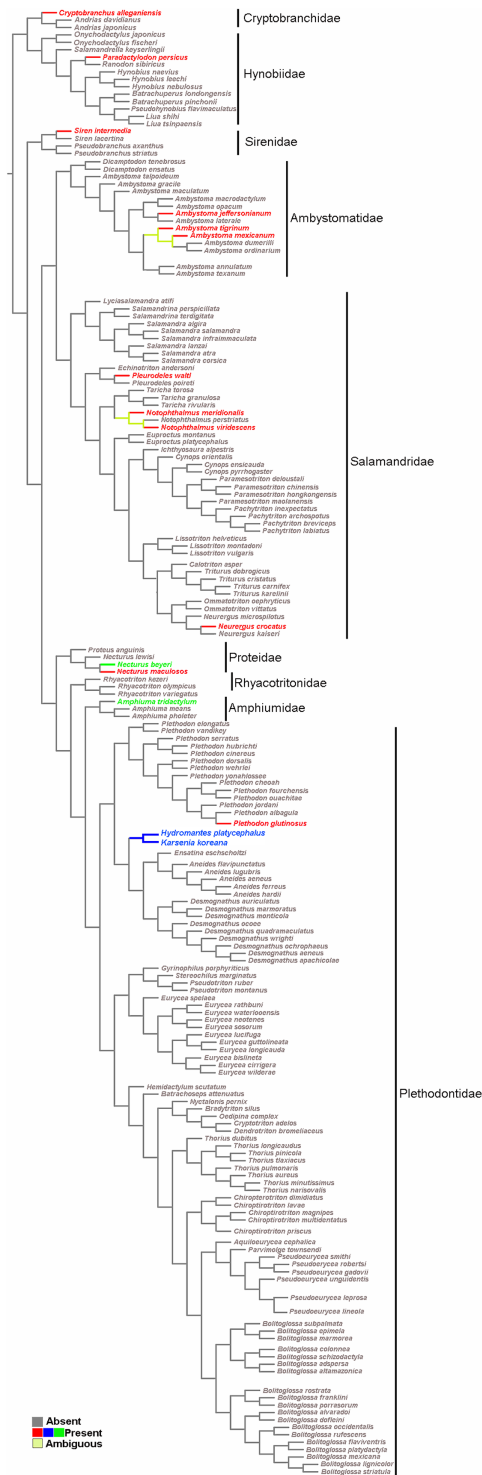 Cryptobranchus alleganiensis
Andrias davidianus
Andrias japonicus
Cryptobranchidae
Onychodactylus japonicus
Onychodactylus fischeri
Salamandrella keyserlingii
Paradactylodon persicus
Ranodon sibiricus
Hynobius naevius
Hynobius leechi
Hynobius nebulosus
Batrachuperus londongensis
Batrachuperus pinchonii
Pseudohynobius flavimaculatus
Liua shihi
Liua tsinpaensis
Hynobiidae
Siren intermedia
Siren lacertina
Pseudobranchus axanthus
Pseudobranchus striatus
Sirenidae
Dicamptodon tenebrosus
Dicamptodon ensatus
Ambystoma talpoideum
Ambystoma gracile
Ambystoma maculatum
Ambystoma macrodactylum
Ambystoma opacum
Ambystoma jeffersonianum
Ambystoma laterale
Ambystoma tigrinum
Ambystoma mexicanum
Ambystoma dumerilii
Ambystoma ordinarium
Ambystoma annulatum
Ambystoma texanum
Ambystomatidae
Lyciasalamandra atifi
Salamandrina perspicillata
Salamandrina terdigitata
Salamandra algira
Salamandra salamandra
Salamandra infraimmaculata
Salamandra lanzai
Salamandra atra
Salamandra corsica
Echinotriton andersoni
Pleurodeles waltl
Pleurodeles poireti
Taricha torosa
Taricha granulosa
Taricha rivularis
Notophthalmus meridionalis
Notophthalmus perstriatus
Notophthalmus viridescens
Euproctus montanus
Euproctus platycephalus
Ichthyosaura alpestris
Cynops orientalis
Cynops ensicauda
Cynops pyrrhogaster
Paramesotriton deloustali
Paramesotriton chinensis
Paramesotriton hongkongensis
Paramesotriton maolanensis
Pachytriton inexpectatus
Pachytriton archospotus
Pachytriton breviceps
Pachytriton labiatus
Lissotriton helveticus
Lissotriton montadoni
Lissotriton vulgaris
Calotriton asper
Triturus dobrogicus
Triturus cristatus
Triturus carnifex
Triturus karelinii
Ommatotriton oephryticus
Ommatotriton vittatus
Neurergus microspilotus
Neurergus crocatus
Neurergus kaiseri
Salamandridae
Proteus anguinis
Necturus lewisi
Necturus beyeri
Necturus maculosos
Proteidae
Rhyacotriton kezeri
Rhyacotriton olympicus
Rhyacotriton variegatus
Rhyacotritonidae
Amphiuma tridactylum
Amphiuma means
Amphiuma pholeter
Amphiumidae
Plethodon elongatus
Plethodon vandikey
Plethodon serratus
Plethodon hubrichti
Plethodon cinereus
Plethodon dorsalis
Plethodon wehrlei
Plethodon yonahlossee
Plethodon cheoah
Plethodon fourchensis
Plethodon ouachitae
Plethodon jordani
Plethodon albagula
Plethodon glutinosus
Hydromantes platycephalus
Karsenia koreana
Ensatina eschscholtzi
Aneides flavipunctatus
Aneides lugubris
Aneides aeneus
Aneides ferreus
Aneides hardii
Desmognathus auriculatus
Desmognathus marmoratus
Desmognathus monticola
Desmognathus ocoee
Desmognathus quadramaculatus
Desmognathus wrighti
Desmognathus ochrophaeus
Desmognathus aeneus
Desmognathus apachicolae
Gyrinophilus porphyriticus
Stereochilus marginatus
Pseudotriton ruber
Pseudotriton montanus
Eurycea spelaea
Eurycea rathbuni
Eurycea waterlooensis
Eurycea neotenes
Eurycea sosorum
Eurycea lucifuga
Eurycea guttolineata
Eurycea longicauda
Eurycea bislineta
Eurycea cirrigera
Eurycea wilderae
Plethodontidae
Hemidactylum scutatum
Batrachoseps attenuatus
Nyctalonis pernix
Bradytriton silus
Oedipina complex
Cryptotriton adelos
Dendrotriton bromeliaceus
Thorius dubitus
Thorius longicaudus
Thorius pinicola
Thorius tlaxiacus
Thorius pulmonaris
Thorius aureus
Thorius minutissimus
Thorius narisovalis
Chiropterotriton dimidiatus
Chiroptirotriton lavae
Chiroptirotriton magnipes
Chiroptirotriton multidentatus
Chiroptirotriton priscus
Aquiloeurycea cephalica
Parvimolge townsendi
Pseudoeurycea smithi
Pseudoeryceа robertsi
Pseudoeurycea gadovii
Pseudoeurycea unguidentis
Pseudoeurycea leprosa
Pseudoeurycea lineola
Bolitoglossa subpalmata
Bolitoglossa epimela
Bolitoglossa marmorea
Bolitoglossa colonnea
Bolitoglossa schizodactyla
Bolitoglossa adspersa
Bolitoglossa altamazonica
Bolitoglossa rostrata
Bolitoglossa franklini
Bolitoglossa porrasorum
Bolitoglossa alvaradoi
Bolitoglossa dofleini
Bolitoglossa occidentalis
Bolitoglossa rufescens
Bolitoglossa flaviventris
Bolitoglossa platydactyla
Bolitoglossa mexicana
Bolitoglossa lignicolor
Bolitoglossa striatula
Absent
Present
Ambiguous